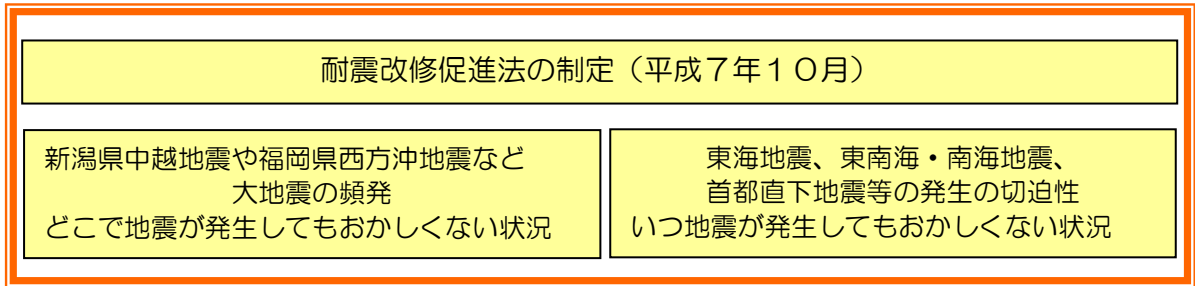 耐震改修促進法の制定（平成７年１０月）
新潟県中越地震や福岡県西方沖地震など
大地震の頻発
どこで地震が発生してもおかしくない状況
東海地震、東南海・南海地震、
首都直下地震等の発生の切迫性
いつ地震が発生してもおかしくない状況